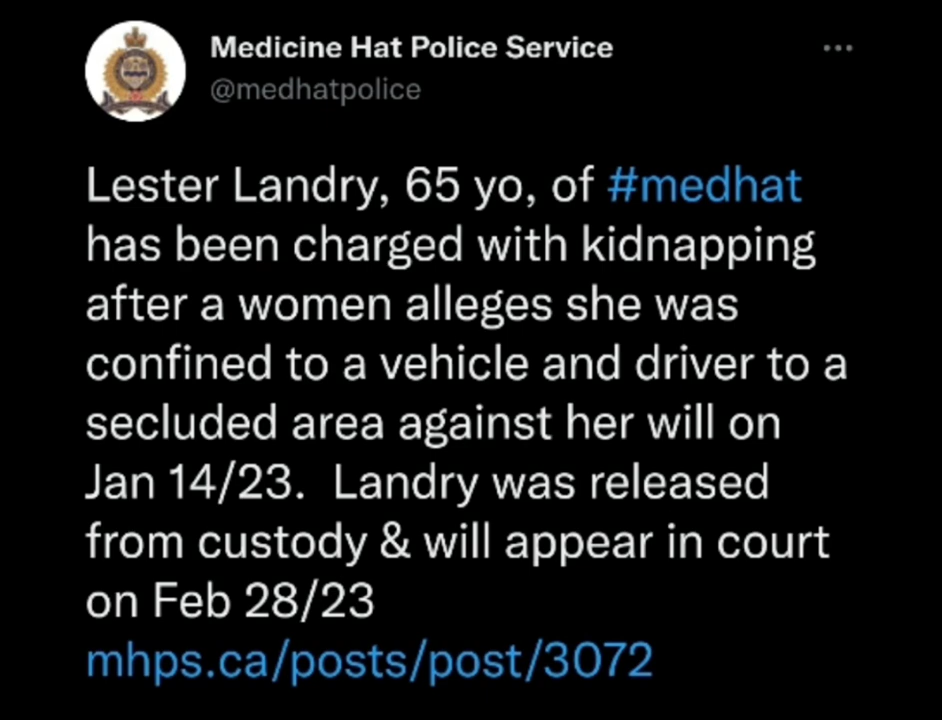 Medicine Hat Police Service
@medhatpolice
Lester Landry, 65 yo, of #medhat
has been charged with kidnapping
after a women alleges she was
confined to a vehicle and driver to a
secluded area against her will on
Jan 14/23.  Landry was released
from custody & will appear in court
on Feb 28/23
mhps.ca/posts/post/3072